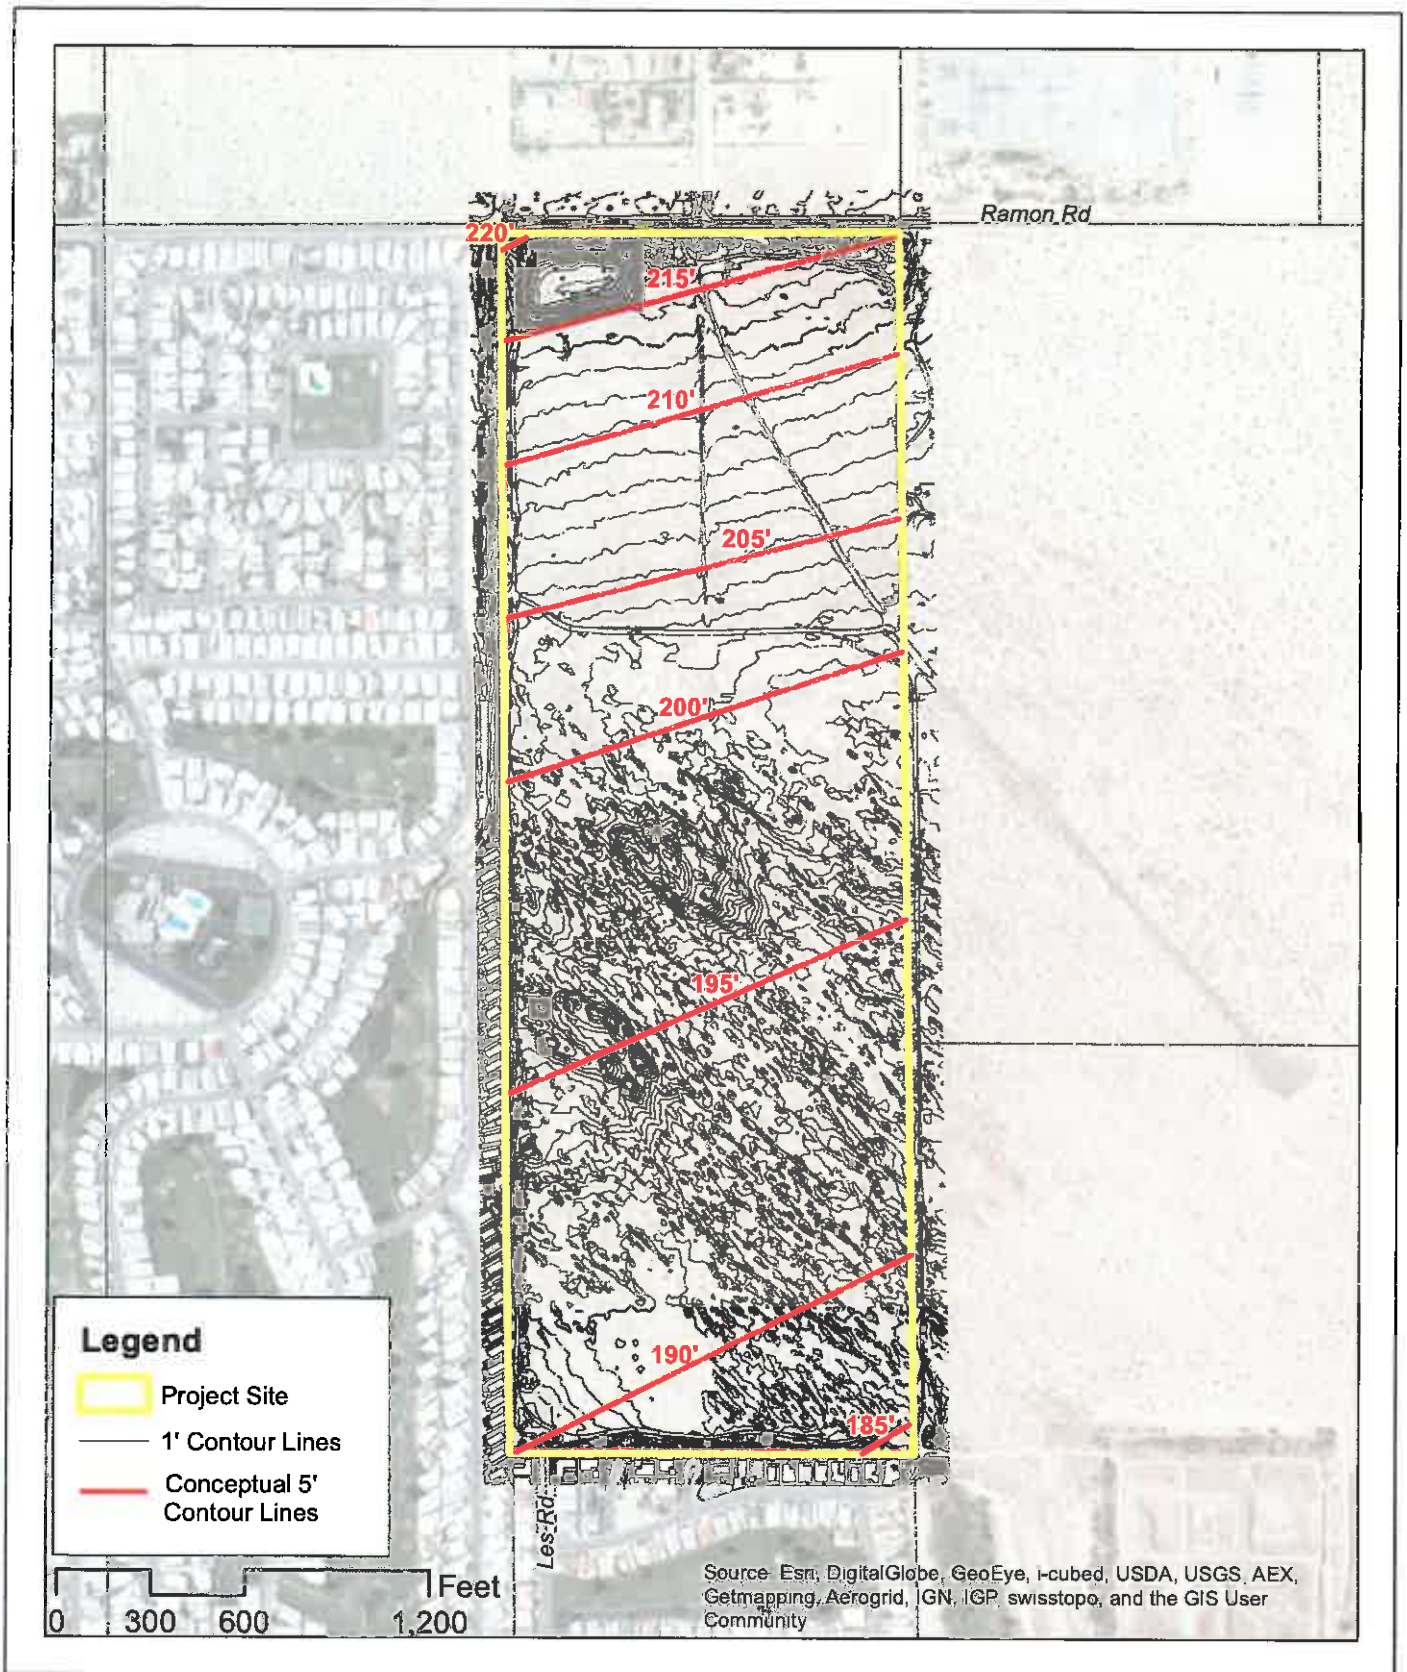 Ramon Rd
220'
215'
210'
205'
200'
195'
190'
185'
Legend
Project Site
1' Contour Lines
Conceptual 5'
Contour Lines
Les Rd
Feet
0 300 600 1,200
Source: Esri, DigitalGlobe, GeoEye, i-cubed, USDA, USGS, AEX,
Getmapping, Aerogrid, IGN, IGP, swisstopo, and the GIS User
Community